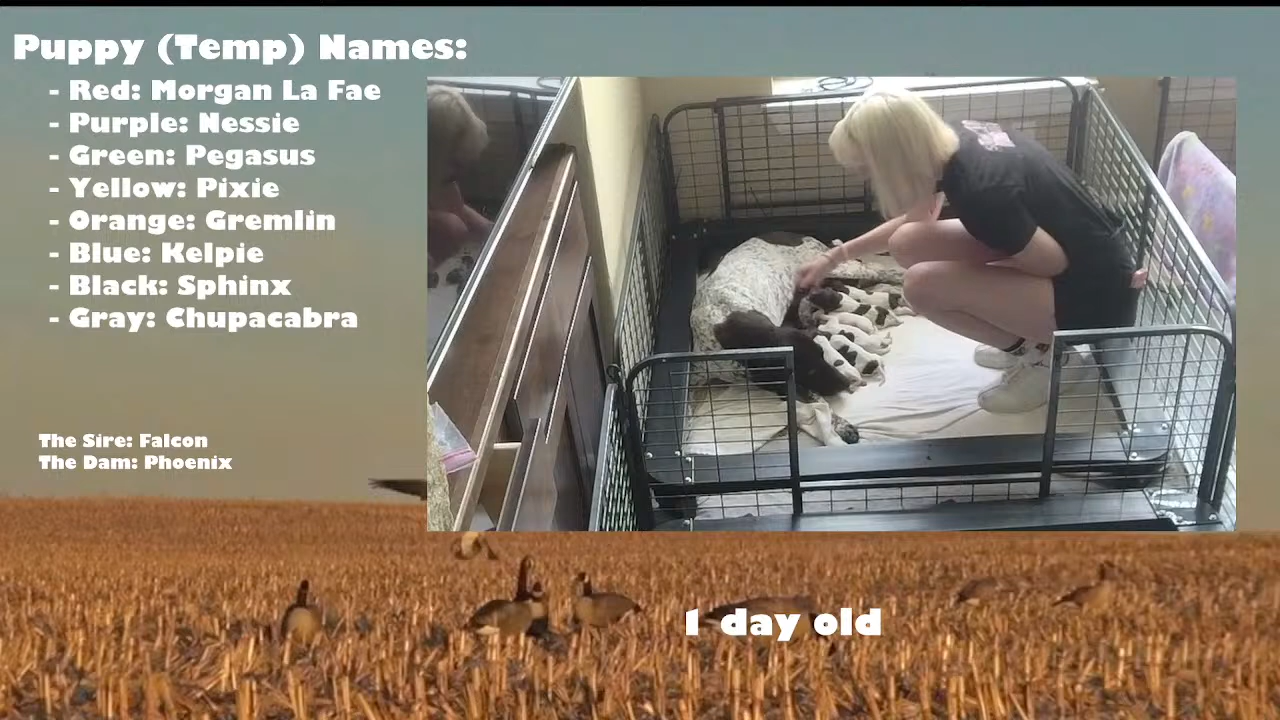 Puppy (Temp) Names:
- Red: Morgan La Fae
- Purple: Nessie
- Green: Pegasus
- Yellow: Pixie
- Orange: Gremlin
- Blue: Kelpie
- Black: Sphinx
- Gray: Chupacabra
The Sire: Falcon
The Dam: Phoenix
1 day old